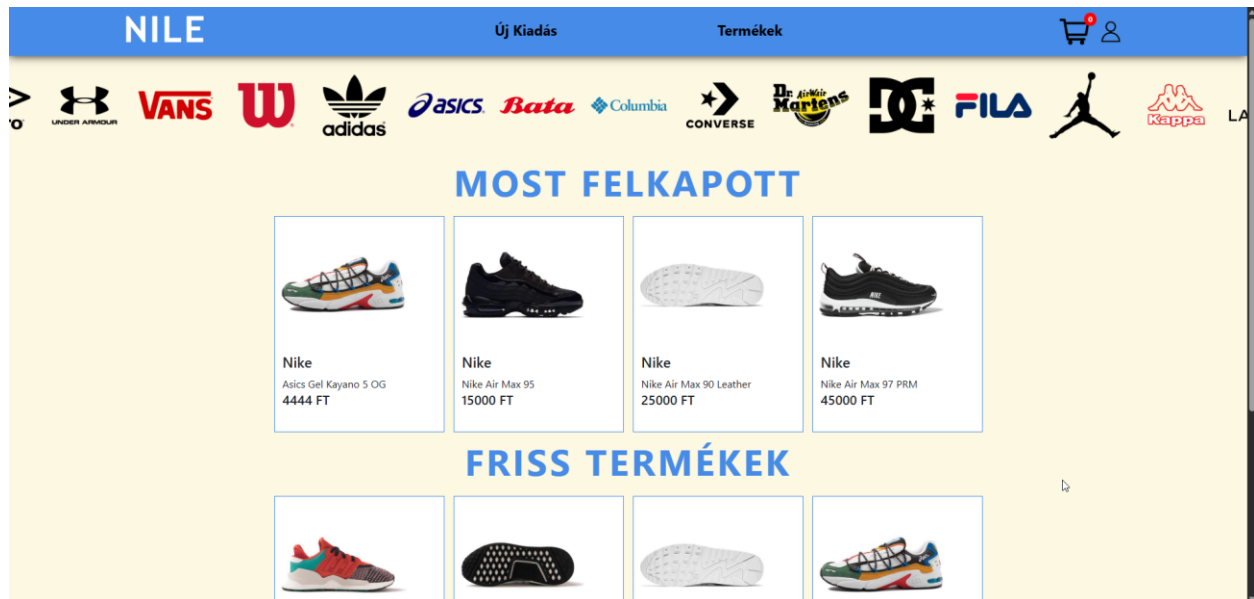 NILE
Új Kiadás
Termékek
0
UNDER ARMOUR
VANS
W
adidas
asics
Bata
Columbia
CONVERSE
Dr. Martens
AirWair
DC
FILA
Kappa
LA
MOST FELKAPOTT
Nike
Asics Gel Kayano 5 OG
4444 FT
Nike
Nike Air Max 95
15000 FT
Nike
Nike Air Max 90 Leather
25000 FT
Nike
Nike Air Max 97 PRM
45000 FT
FRISS TERMÉKEK